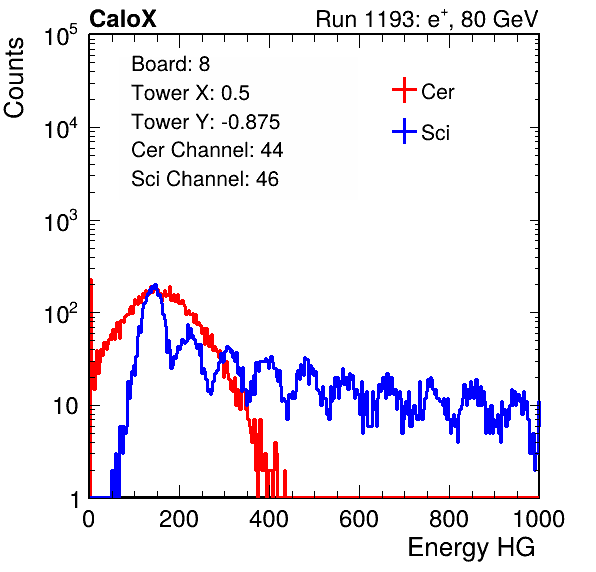 CaloX Run 1193: e⁺, 80 GeV
Counts
Board: 8
Tower X: 0.5
Tower Y: -0.875
Cer Channel: 44
Sci Channel: 46
Cer
Sci
10⁵
10⁴
10³
10²
10
1
0 200 400 600 800 1000
Energy HG